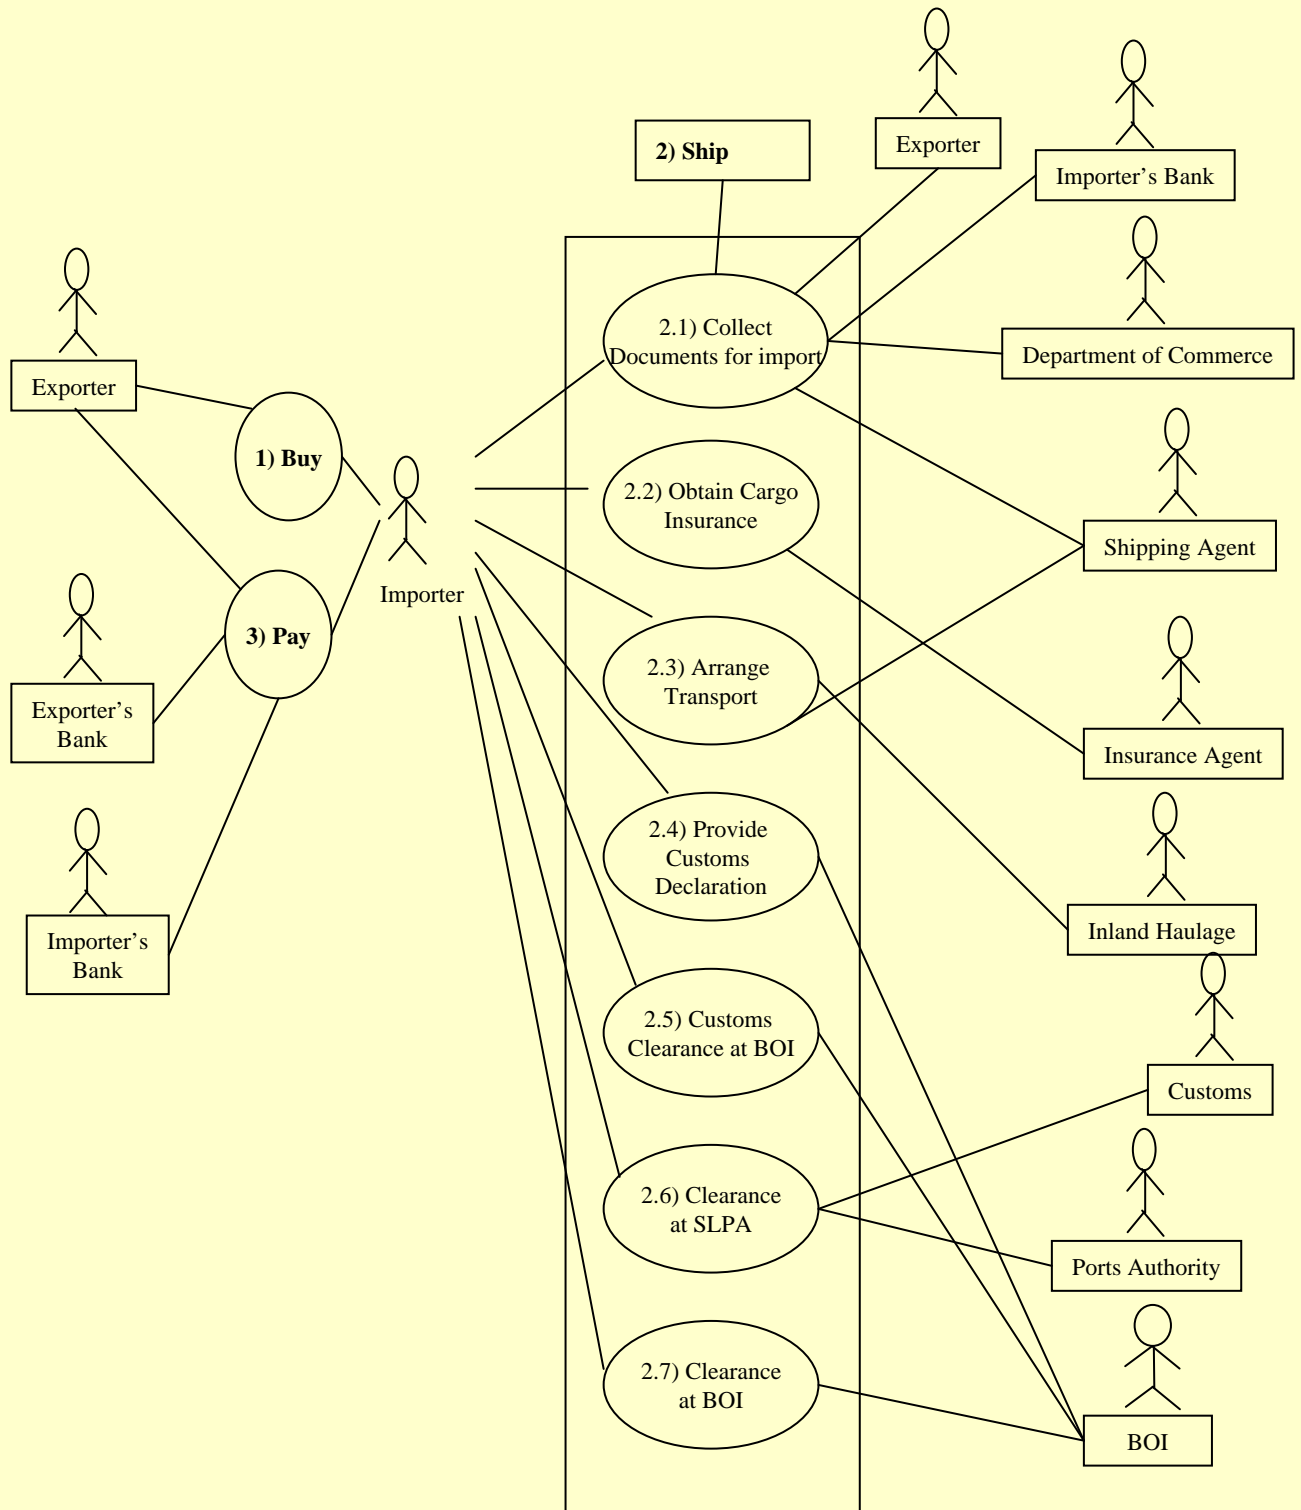 Exporter
Importer’s Bank
2) Ship
Department of Commerce
2.1) Collect
Documents for import
Exporter
1) Buy
2.2) Obtain Cargo
Insurance
Shipping Agent
Importer
3) Pay
2.3) Arrange
Transport
Exporter’s
Bank
Insurance Agent
2.4) Provide
Customs
Declaration
Importer’s
Bank
Inland Haulage
2.5) Customs
Clearance at BOI
Customs
2.6) Clearance
at SLPA
Ports Authority
2.7) Clearance
at BOI
BOI